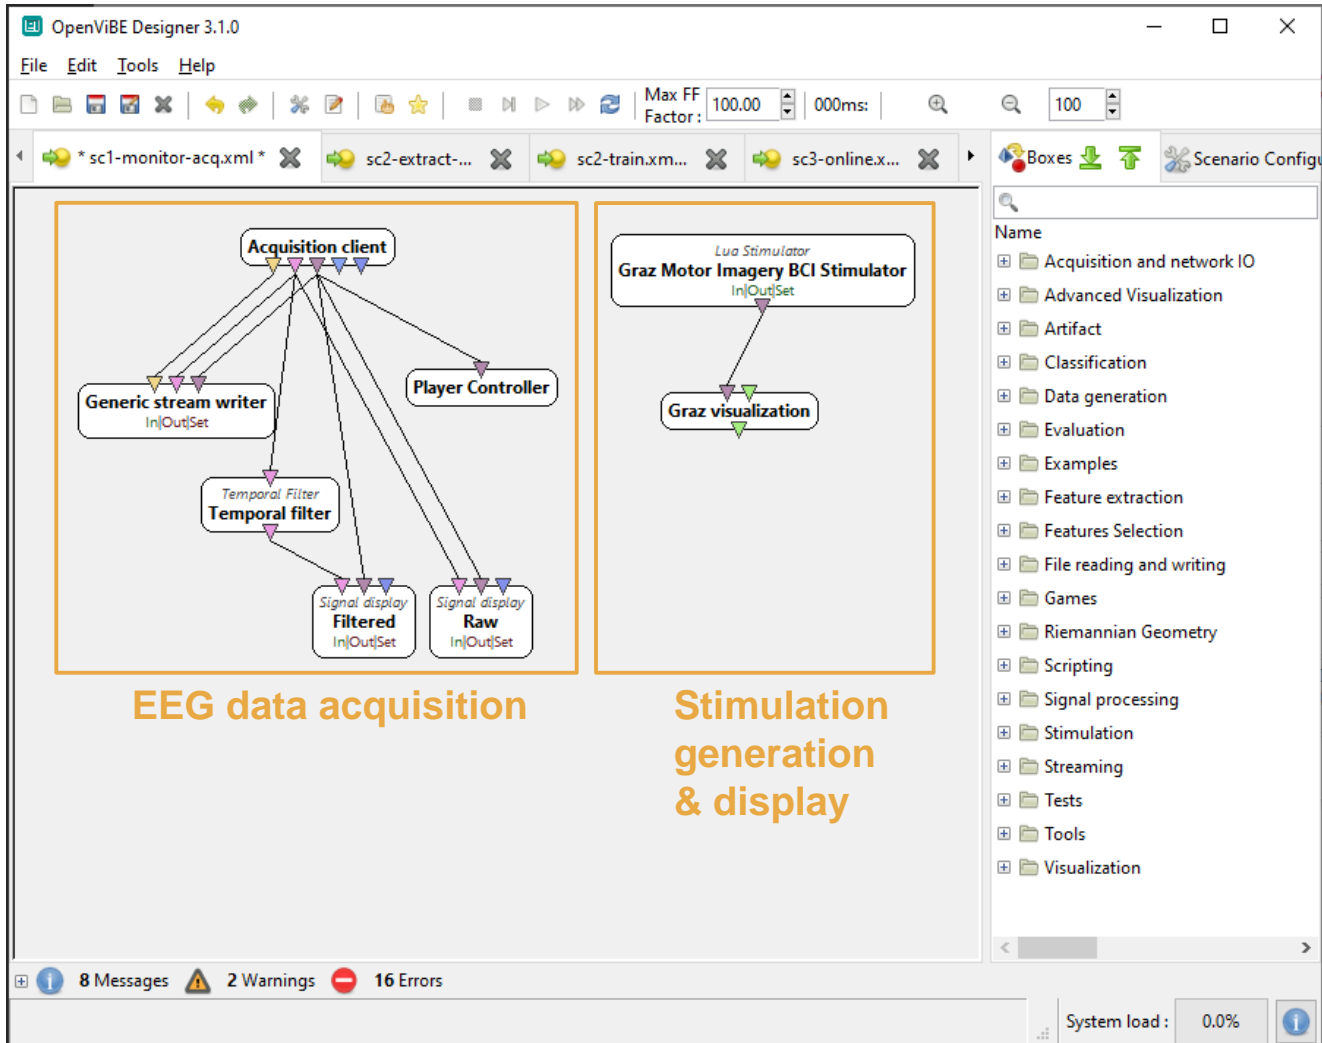 OpenViBE Designer 3.1.0
File Edit Tools Help
Max FF
Factor: 100.00 000ms: 100
* sc1-monitor-acq.xml * sc2-extract-... sc2-train.xm... sc3-online.x... Boxes Scenario Configu
Name
Acquisition and network IO
Advanced Visualization
Artifact
Classification
Data generation
Evaluation
Examples
Feature extraction
Features Selection
File reading and writing
Games
Riemannian Geometry
Scripting
Signal processing
Stimulation
Streaming
Tests
Tools
Visualization
Acquisition client
Generic stream writer
In|Out|Set
Player Controller
Temporal Filter
Temporal filter
Signal display
Filtered
In|Out|Set
Signal display
Raw
In|Out|Set
EEG data acquisition
Lua Stimulator
Graz Motor Imagery BCI Stimulator
In|Out|Set
Graz visualization
Stimulation
generation
& display
8 Messages 2 Warnings 16 Errors
System load : 0.0%